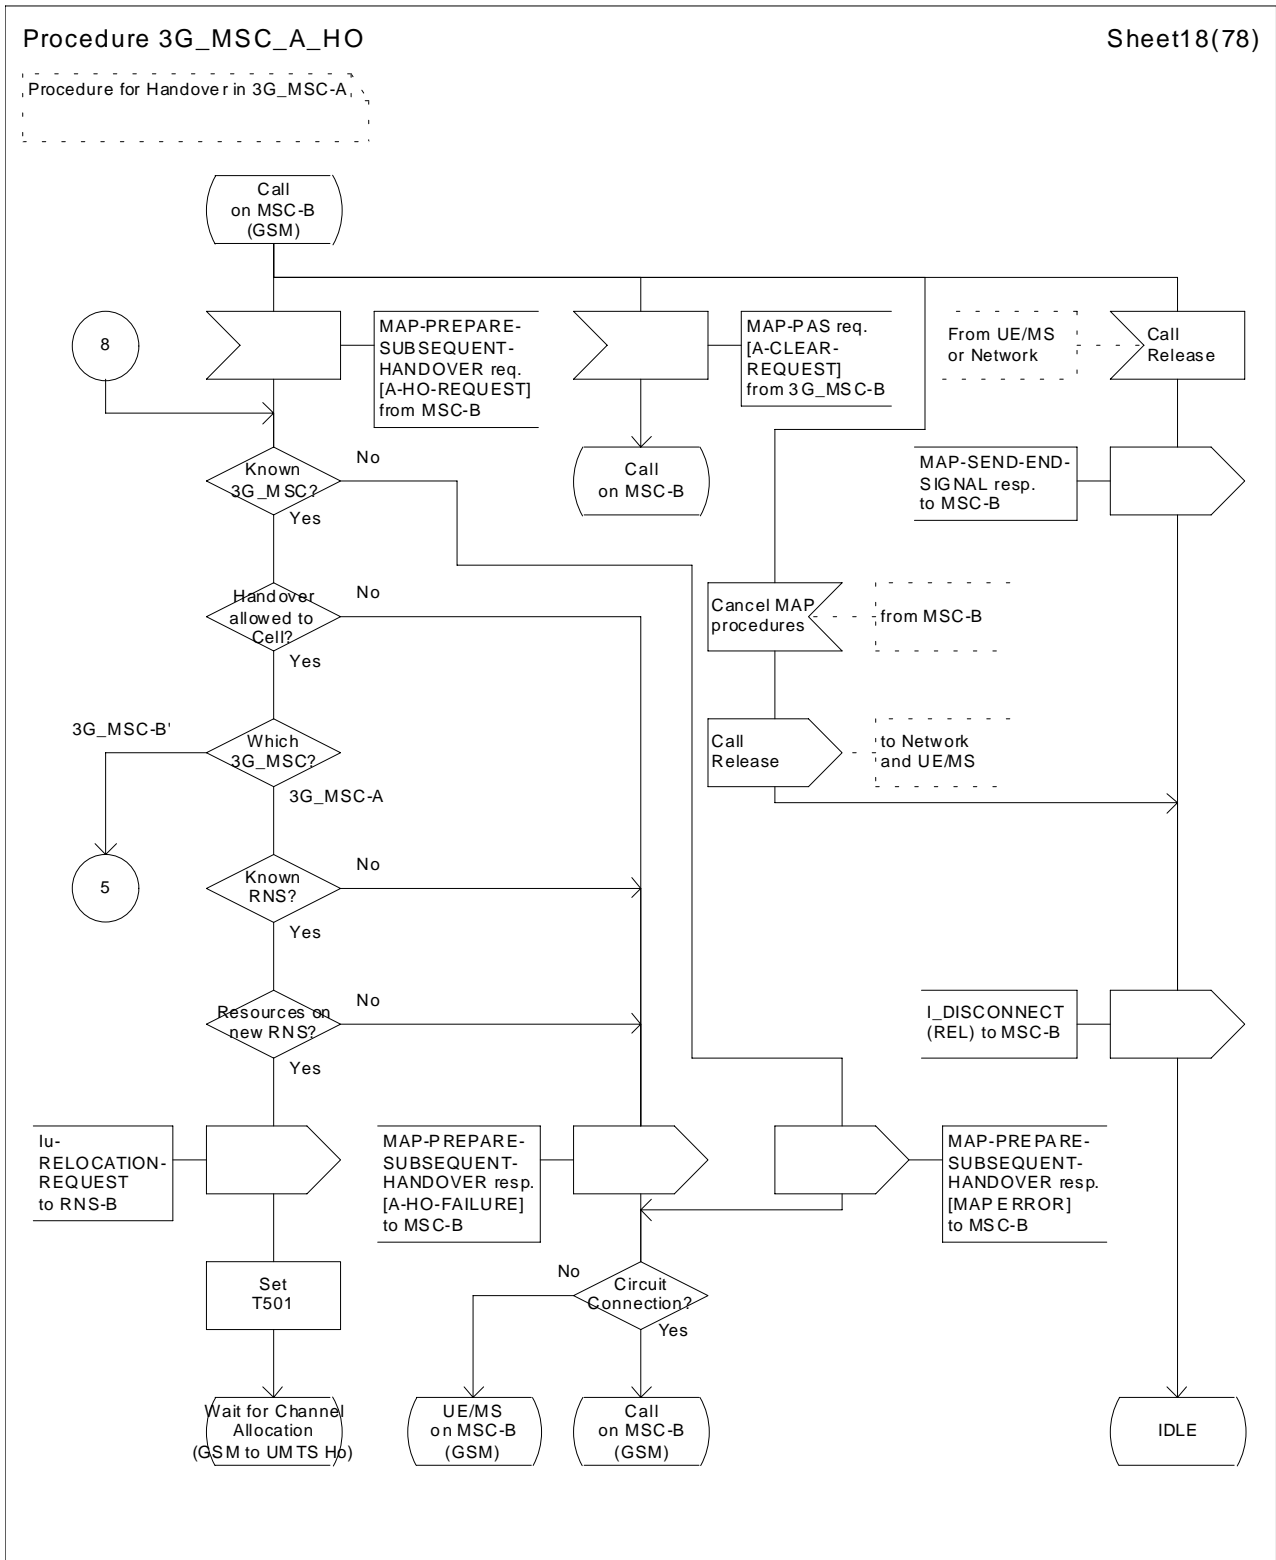 Procedure 3G_MSC_A_HO
Sheet18(78)
Procedure for Handover in 3G_MSC-A
Call
on MSC-B
(GSM)
8
MAP-PREPARE-
SUBSEQUENT-
HANDOVER req.
[A-HO-REQUEST]
from MSC-B
MAP-PAS req.
[A-CLEAR-
REQUEST]
from 3G_MSC-B
From UE/MS
or Network
Call
Release
Known
3G_MSC?
No
Yes
Call
on MSC-B
MAP-SEND-END-
SIGNAL resp.
to MSC-B
Handover
allowed to
Cell?
No
Yes
Cancel MAP
procedures
from MSC-B
3G_MSC-B'
Which
3G_MSC?
3G_MSC-A
Call
Release
to Network
and UE/MS
5
Known
RNS?
No
Yes
Resources on
new RNS?
No
Yes
I_DISCONNECT
(REL) to MSC-B
Iu-
RELOCATION-
REQUEST
to RNS-B
MAP-PREPARE-
SUBSEQUENT-
HANDOVER resp.
[A-HO-FAILURE]
to MSC-B
MAP-PREPARE-
SUBSEQUENT-
HANDOVER resp.
[MAP ERROR]
to MSC-B
Set
T501
No
Circuit
Connection?
Yes
Wait for Channel
Allocation
(GSM to UMTS Ho)
UE/MS
on MSC-B
(GSM)
Call
on MSC-B
(GSM)
IDLE